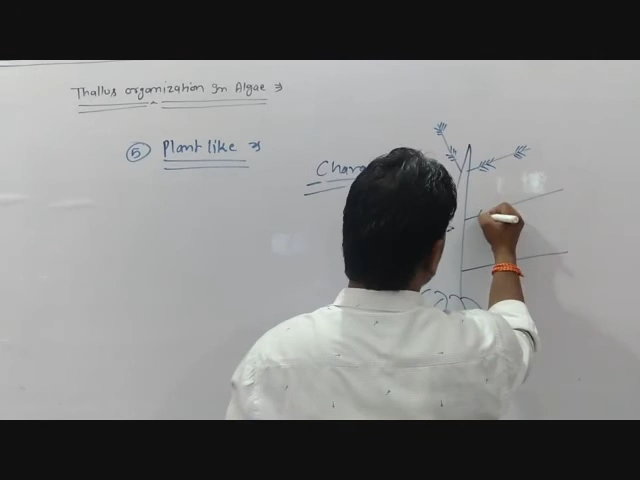 Thallus organization In Algae ⇒
⑤ Plant like ⇒